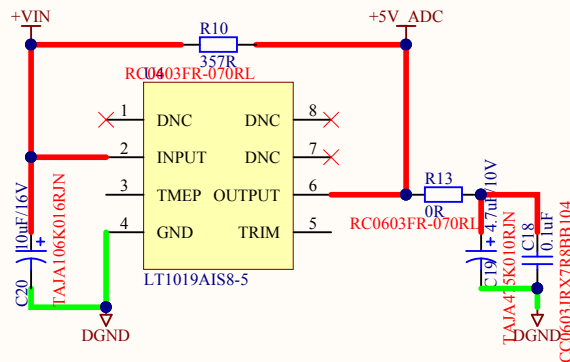 +VIN
+5V_ADC
R10
357R
U4
RC0603FR-070RL
1
DNC
DNC
8
2
INPUT
DNC
7
3
TMEP
OUTPUT
6
4
GND
TRIM
5
LT1019AIS8-5
R13
0R
RC0603FR-070RL
C20
10uF/16V
TAJA106K016RJN
+
DGND
C19
4.7uF/10V
TAJA475K010RJN
+
C18
0.1uF
CC0603JRX7R8BB104
DGND